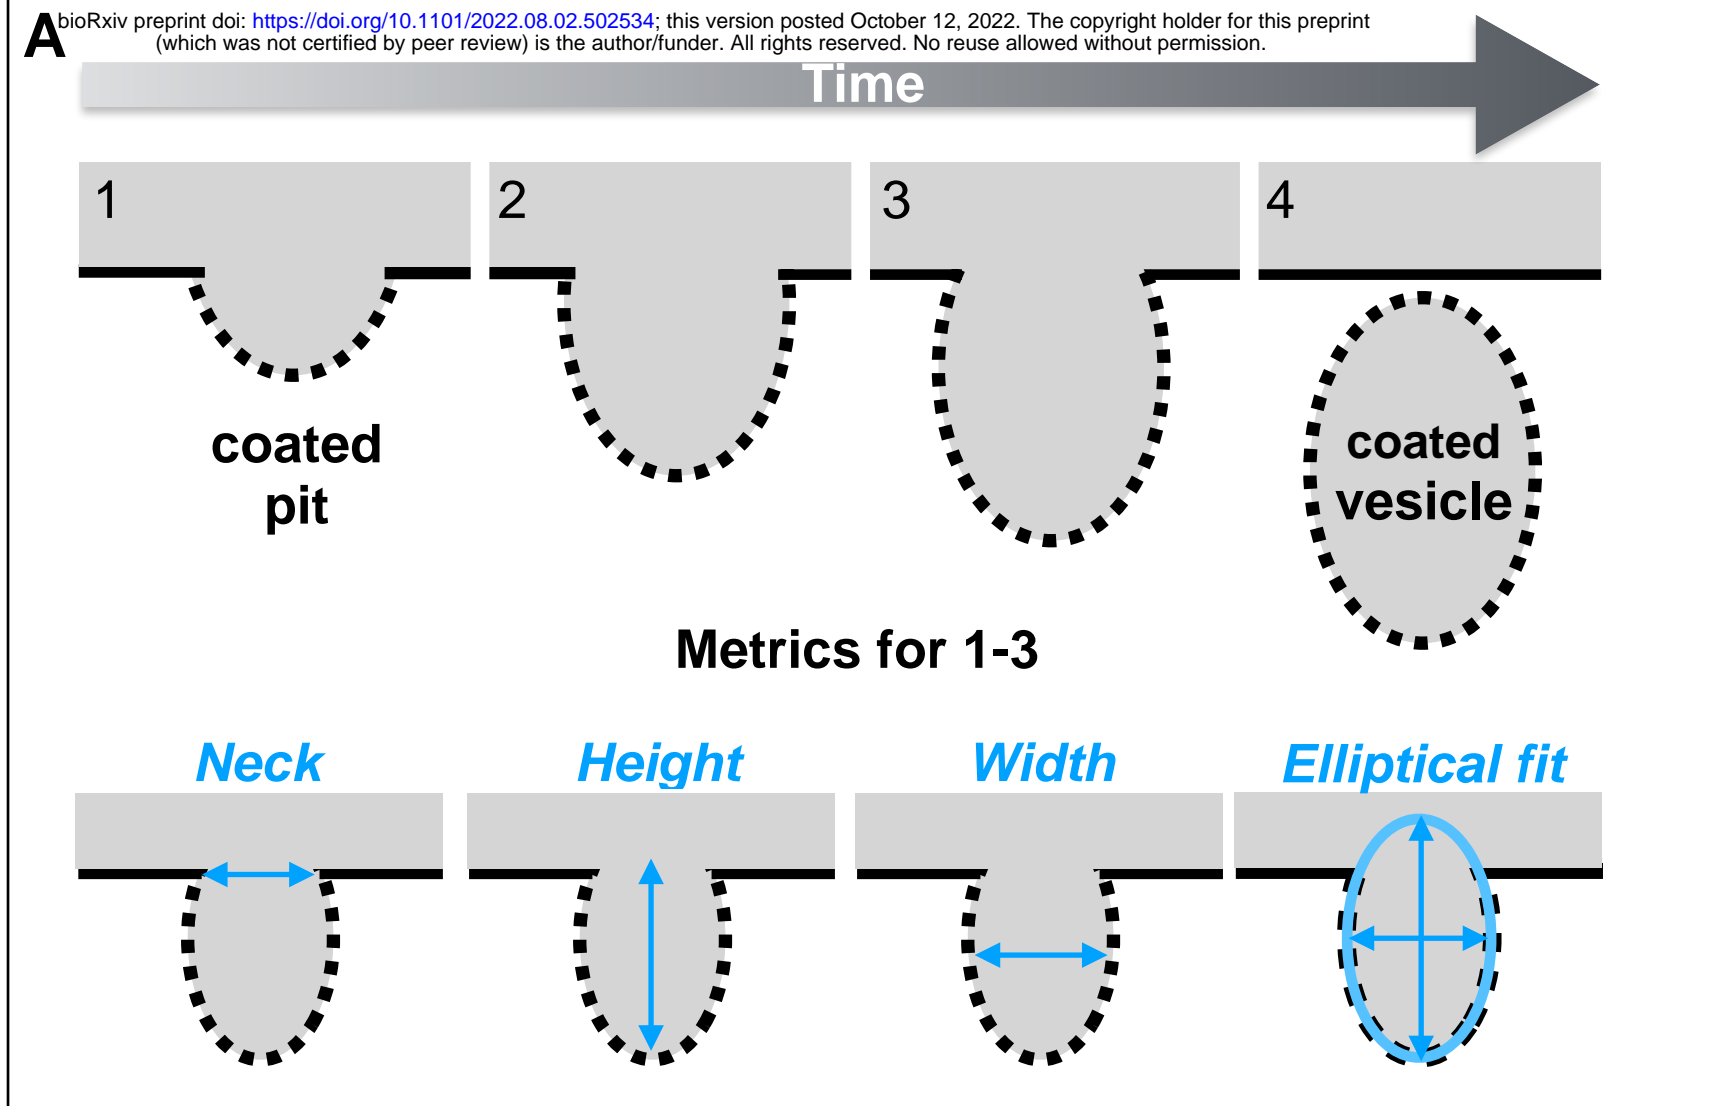 A
bioRxiv preprint doi: https://doi.org/10.1101/2022.08.02.502534; this version posted October 12, 2022. The copyright holder for this preprint
(which was not certified by peer review) is the author/funder. All rights reserved. No reuse allowed without permission.
Time
1 2 3 4
coated
pit
coated
vesicle
Metrics for 1-3
Neck Height Width Elliptical fit